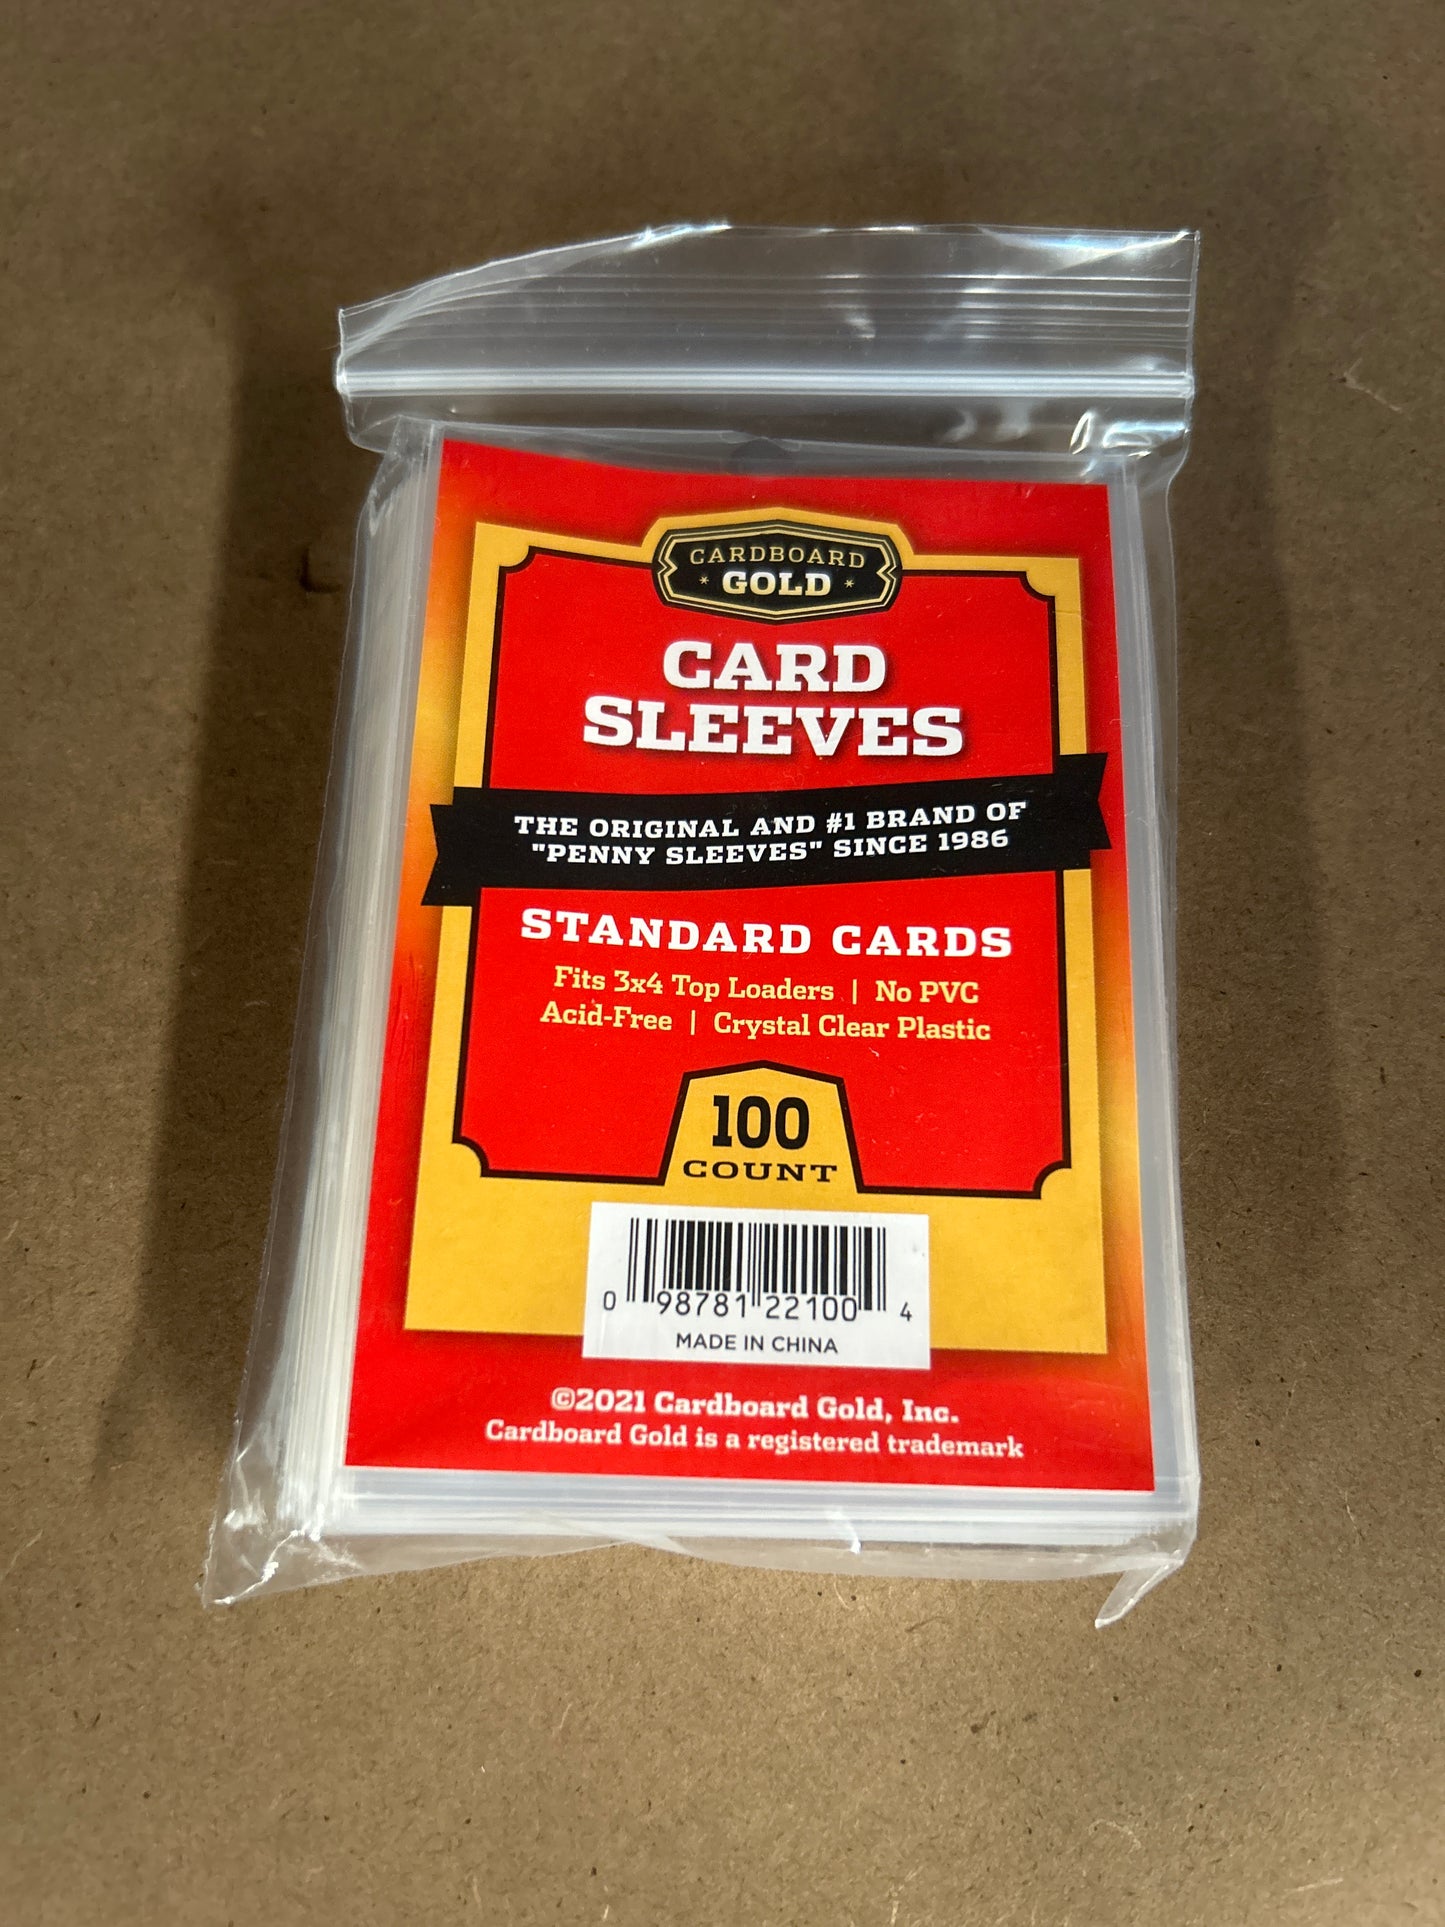 CARDBOARD
* GOLD *
CARD
SLEEVES
THE ORIGINAL AND #1 BRAND OF
"PENNY SLEEVES" SINCE 1986
STANDARD CARDS
Fits 3x4 Top Loaders | No PVC
Acid-Free | Crystal Clear Plastic
100
COUNT
0 98781 22100 4
MADE IN CHINA
©2021 Cardboard Gold, Inc.
Cardboard Gold is a registered trademark